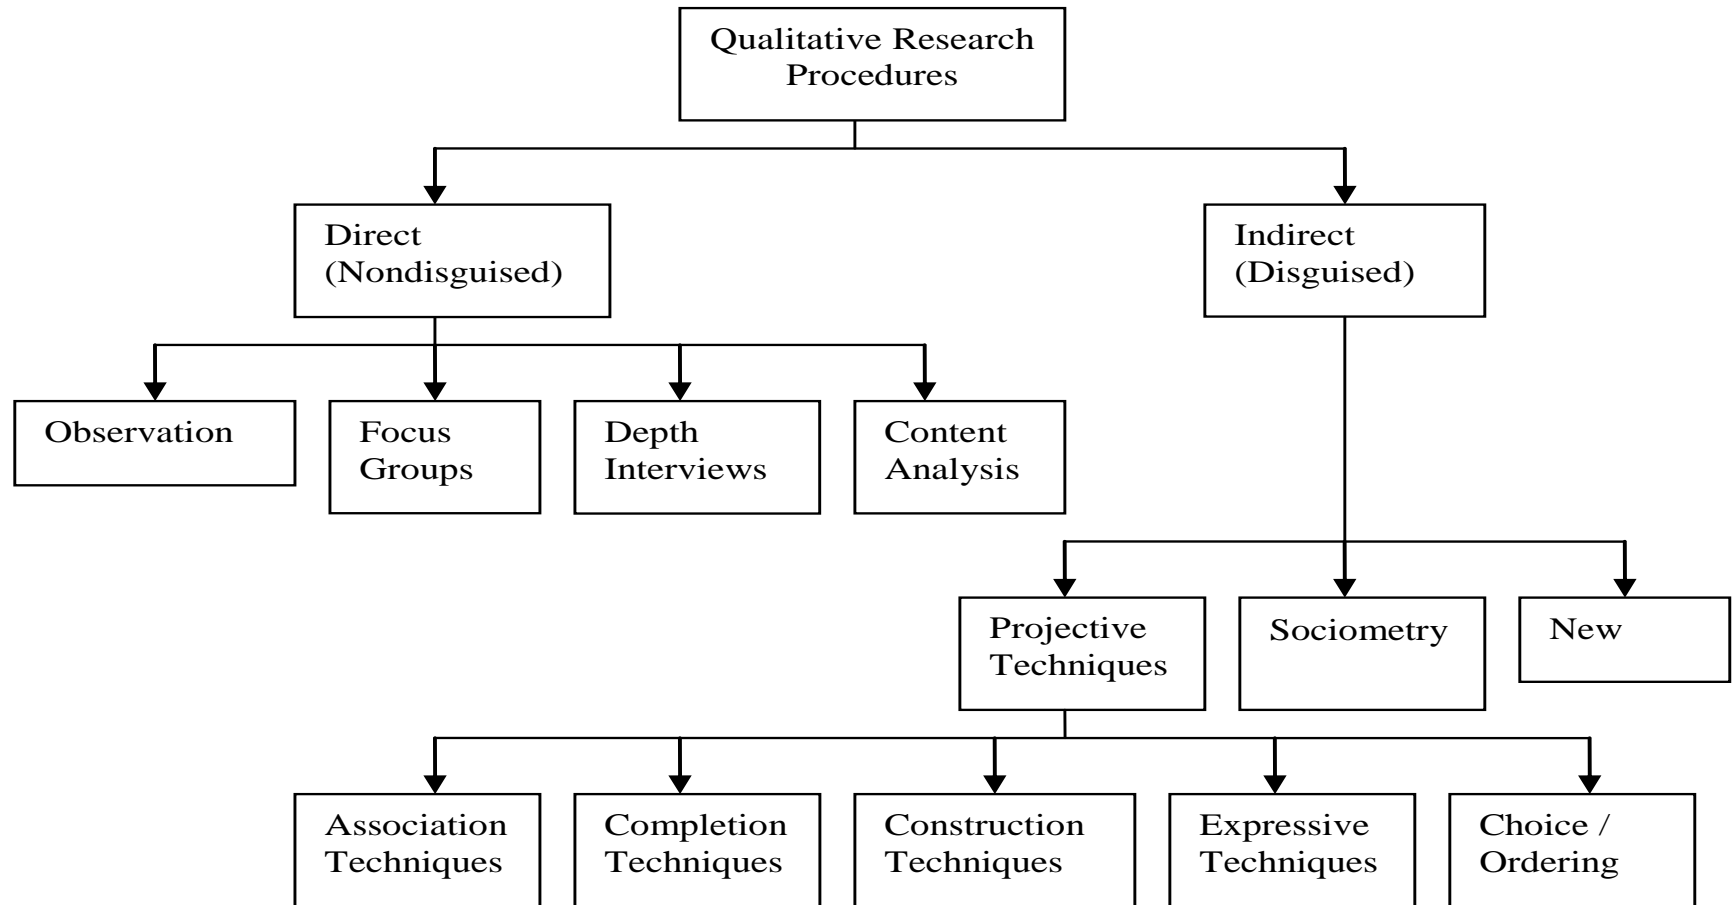 Qualitative Research
Procedures
Direct
(Nondisguised)
Indirect
(Disguised)
Observation
Focus
Groups
Depth
Interviews
Content
Analysis
Projective
Techniques
Sociometry
New
Association
Techniques
Completion
Techniques
Construction
Techniques
Expressive
Techniques
Choice /
Ordering